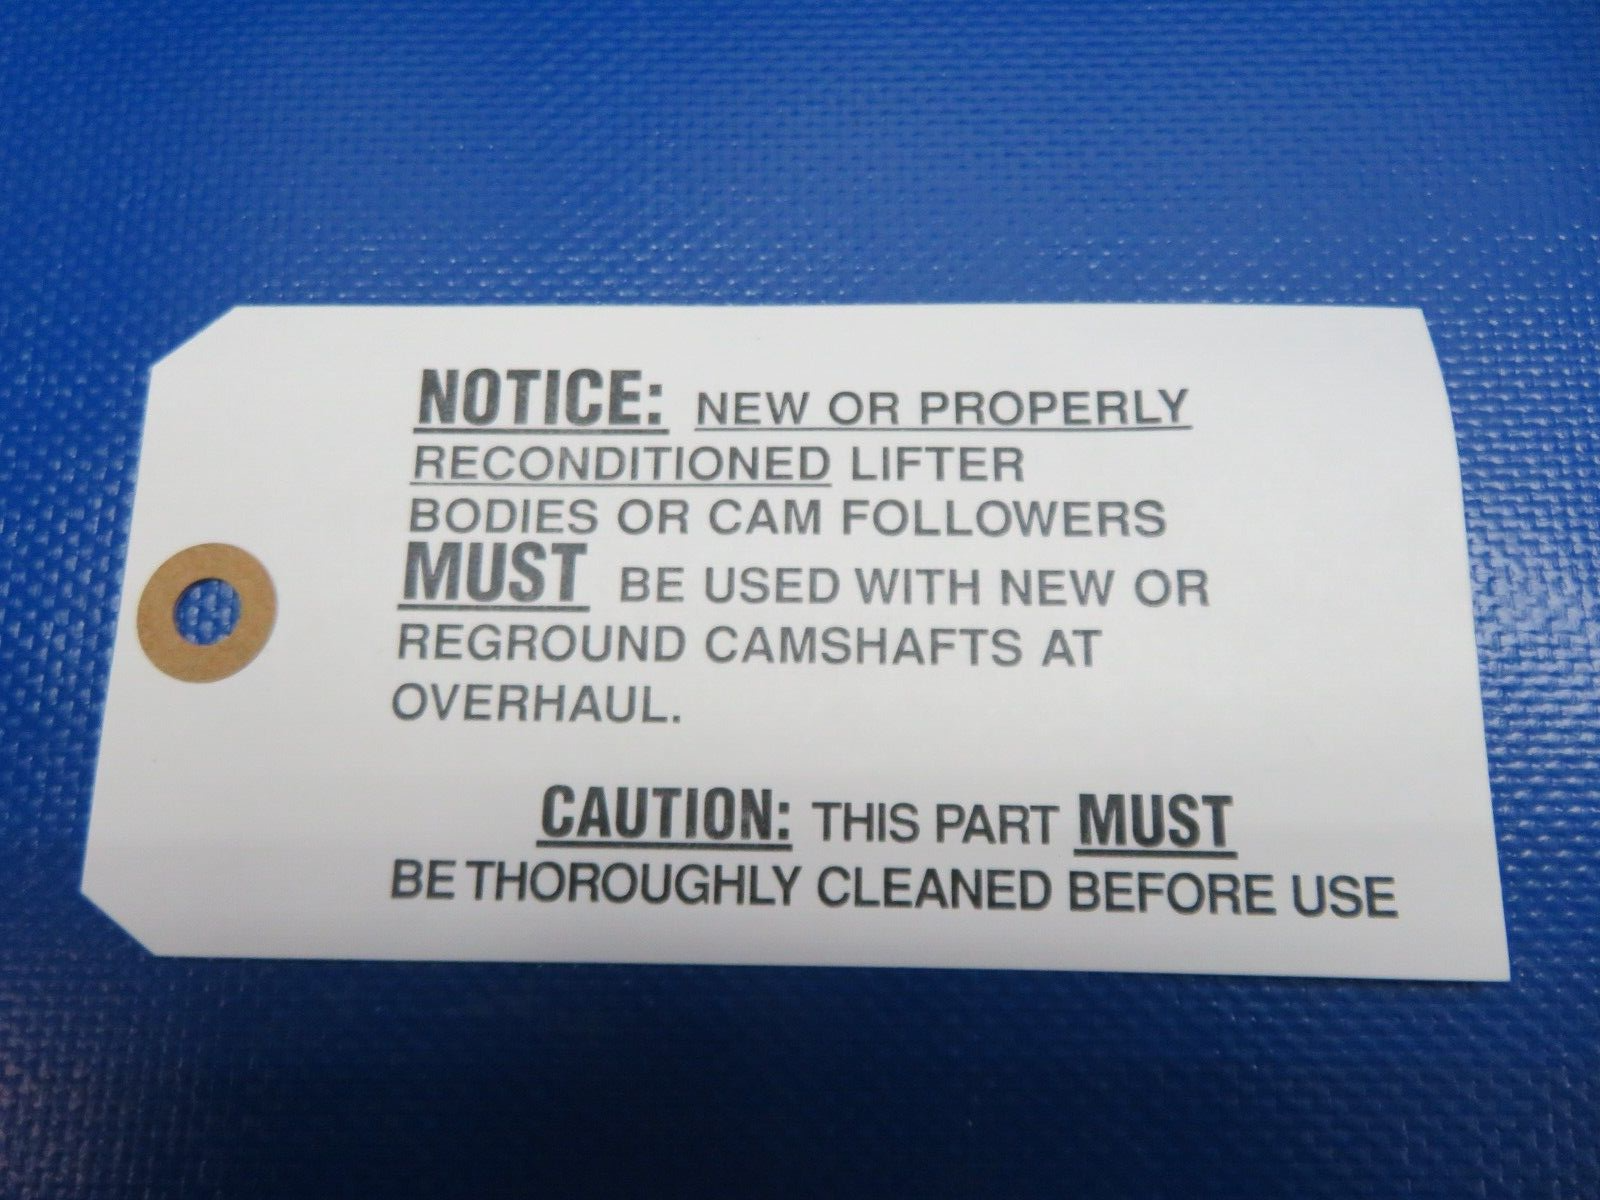 NOTICE: NEW OR PROPERLY
RECONDITIONED LIFTER
BODIES OR CAM FOLLOWERS
MUST BE USED WITH NEW OR
REGROUND CAMSHAFTS AT
OVERHAUL.
CAUTION: THIS PART MUST
BE THOROUGHLY CLEANED BEFORE USE